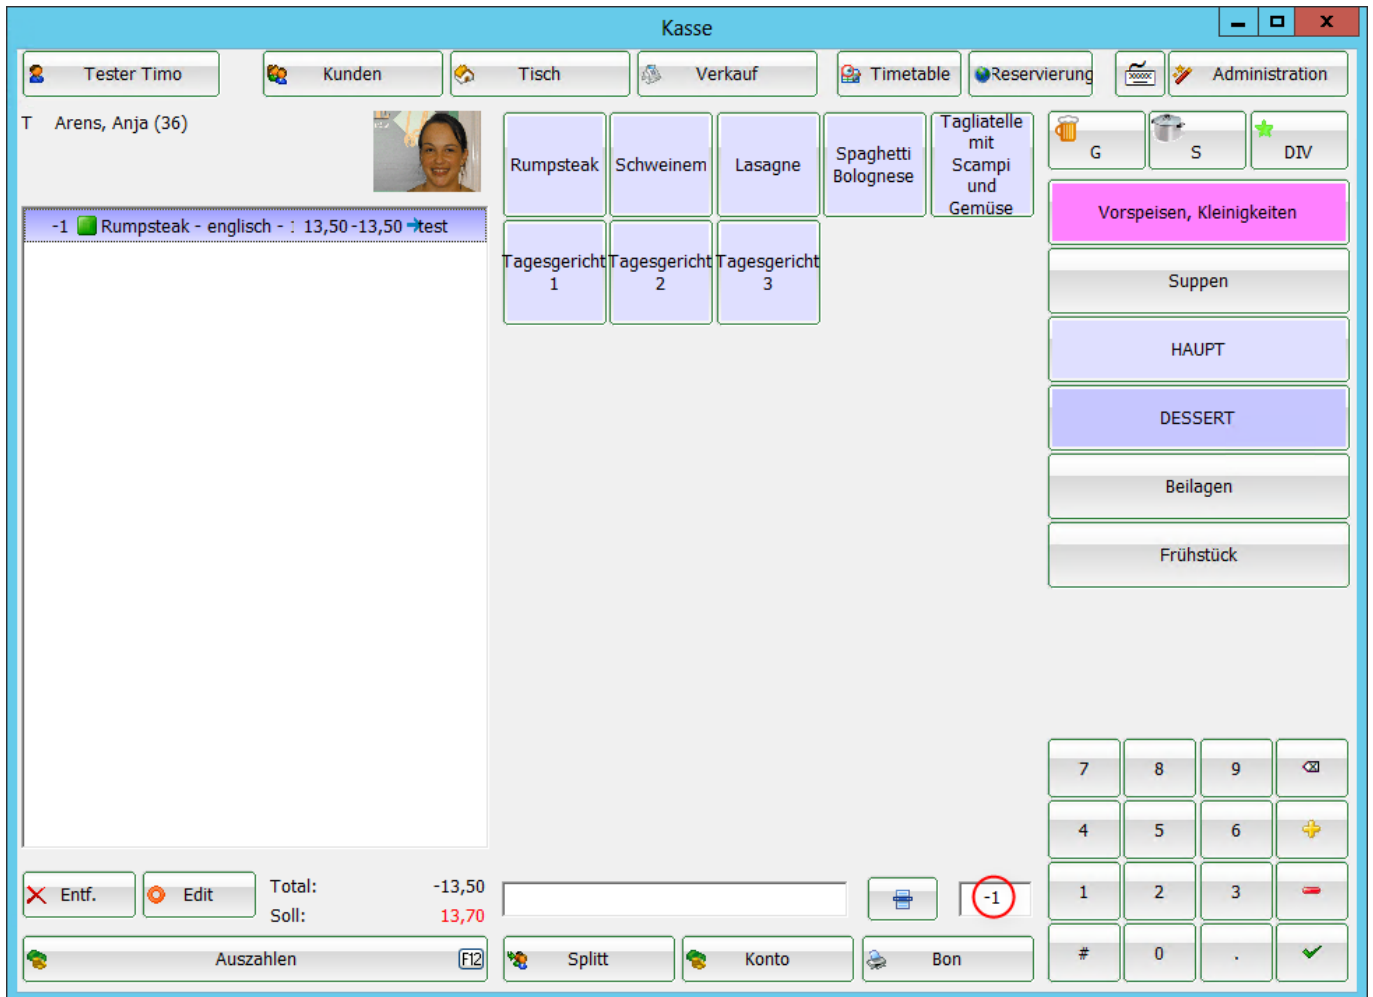 Kasse
Tester Timo
Kunden
Tisch
Verkauf
Timetable
Reservierung
Administration
T Arens, Anja (36)
-1 Rumpsteak - englisch - : 13,50 -13,50 test
Rumpsteak
Schweinem
Lasagne
Spaghetti
Bolognese
Tagliatelle
mit
Scampi
und
Gemüse
Tagesgericht
1
Tagesgericht
2
Tagesgericht
3
G
S
DIV
Vorspeisen, Kleinigkeiten
Suppen
HAUPT
DESSERT
Beilagen
Frühstück
7 8 9
4 5 6
1 2 3
# 0 .
Entf.
Edit
Total: -13,50
Soll: 13,70
-1
Auszahlen F12
Splitt
Konto
Bon